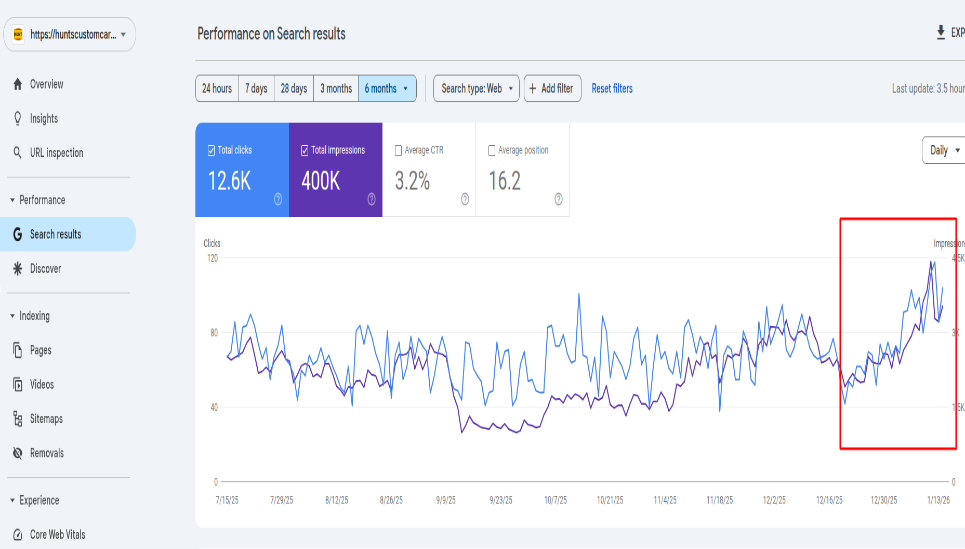 https://huntscustomcar...
Performance on Search results
EXP
Overview
Insights
URL inspection
Performance
Search results
Discover
Indexing
Pages
Videos
Sitemaps
Removals
Experience
Core Web Vitals
24 hours 7 days 28 days 3 months 6 months Search type: Web + Add filter Reset filters Last update: 3.5 hour
Total clicks Total impressions Average CTR Average position
12.6K 400K 3.2% 16.2
Daily
Clicks Impression
120 4.5K
80 3K
40 1.5K
0 0
7/15/25 7/29/25 8/12/25 8/26/25 9/9/25 9/23/25 10/7/25 10/21/25 11/4/25 11/18/25 12/2/25 12/16/25 12/30/25 1/13/26